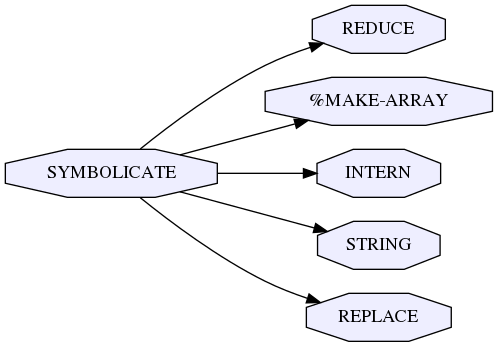 REDUCE
%MAKE-ARRAY
SYMBOLICATE
INTERN
STRING
REPLACE